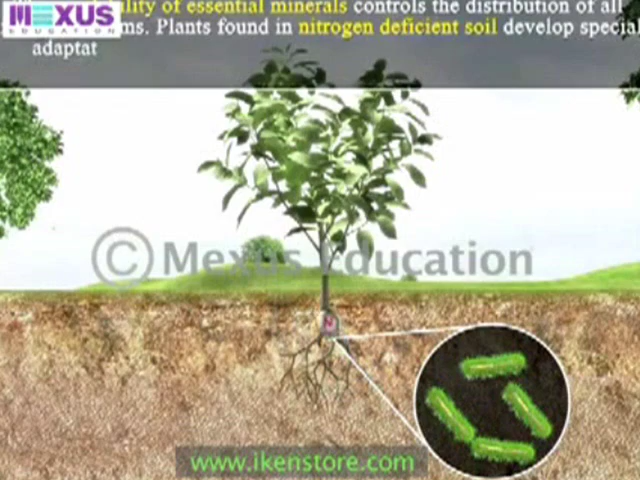 MEXUS
EDUCATION
ility of essential minerals controls the distribution of all
ms. Plants found in nitrogen deficient soil develop special
adaptat
© Mexus Education
www.ikenstore.com